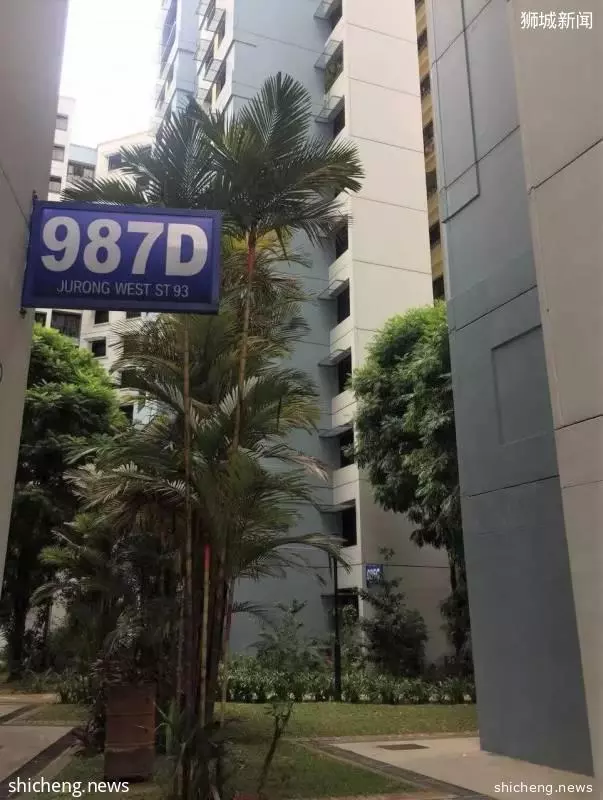 狮城新闻
987D
JURONG WEST ST 93
shicheng.news
shicheng.news